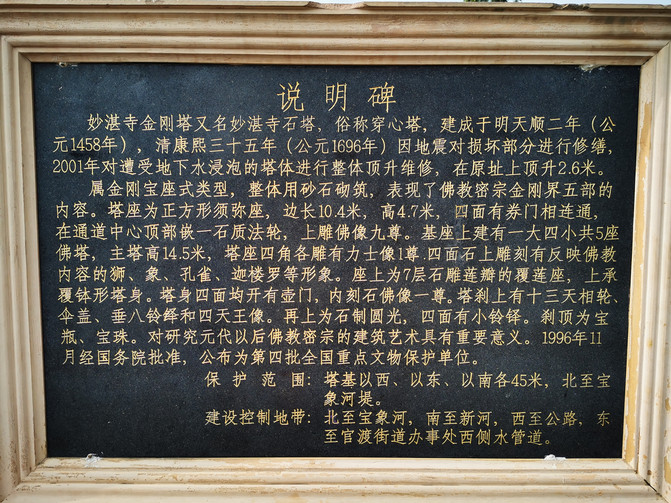 说明碑
妙湛寺金刚塔又名妙湛寺石塔，俗称穿心塔，建成于明天顺二年（公
元1458年），清康熙三十五年（公元1696年）因地震对损坏部分进行修缮，
2001年对遭受地下水浸泡的塔体进行整体顶升维修，在原址上顶升2.6米。
属金刚宝座式类型，整体用砂石砌筑，表现了佛教密宗金刚界五部的
内容。塔座为正方形须弥座，边长10.4米，高4.7米，四面有券门相连通，
在通道中心顶部嵌一石质法轮，上雕佛像九尊。基座上建有一大四小共5座
佛塔，主塔高14.5米，塔座四角各雕有力士像1尊.四面石上雕刻有反映佛教
内容的狮、象、孔雀、迦楼罗等形象。座上为7层石雕莲瓣的覆莲座，上承
覆钵形塔身。塔身四面均开有壶门，内刻石佛像一尊。塔刹上有十三天相轮、
伞盖、垂八铃铎和四天王像。再上为石制圆光，四面有小铃铎。刹顶为宝
瓶、宝珠。对研究元代以后佛教密宗的建筑艺术具有重要意义。1996年11
月经国务院批准，公布为第四批全国重点文物保护单位。
保护范围：塔基以西、以东、以南各45米，北至宝
象河堤。
建设控制地带：北至宝象河，南至新河，西至公路，东
至官渡街道办事处西侧水管道。